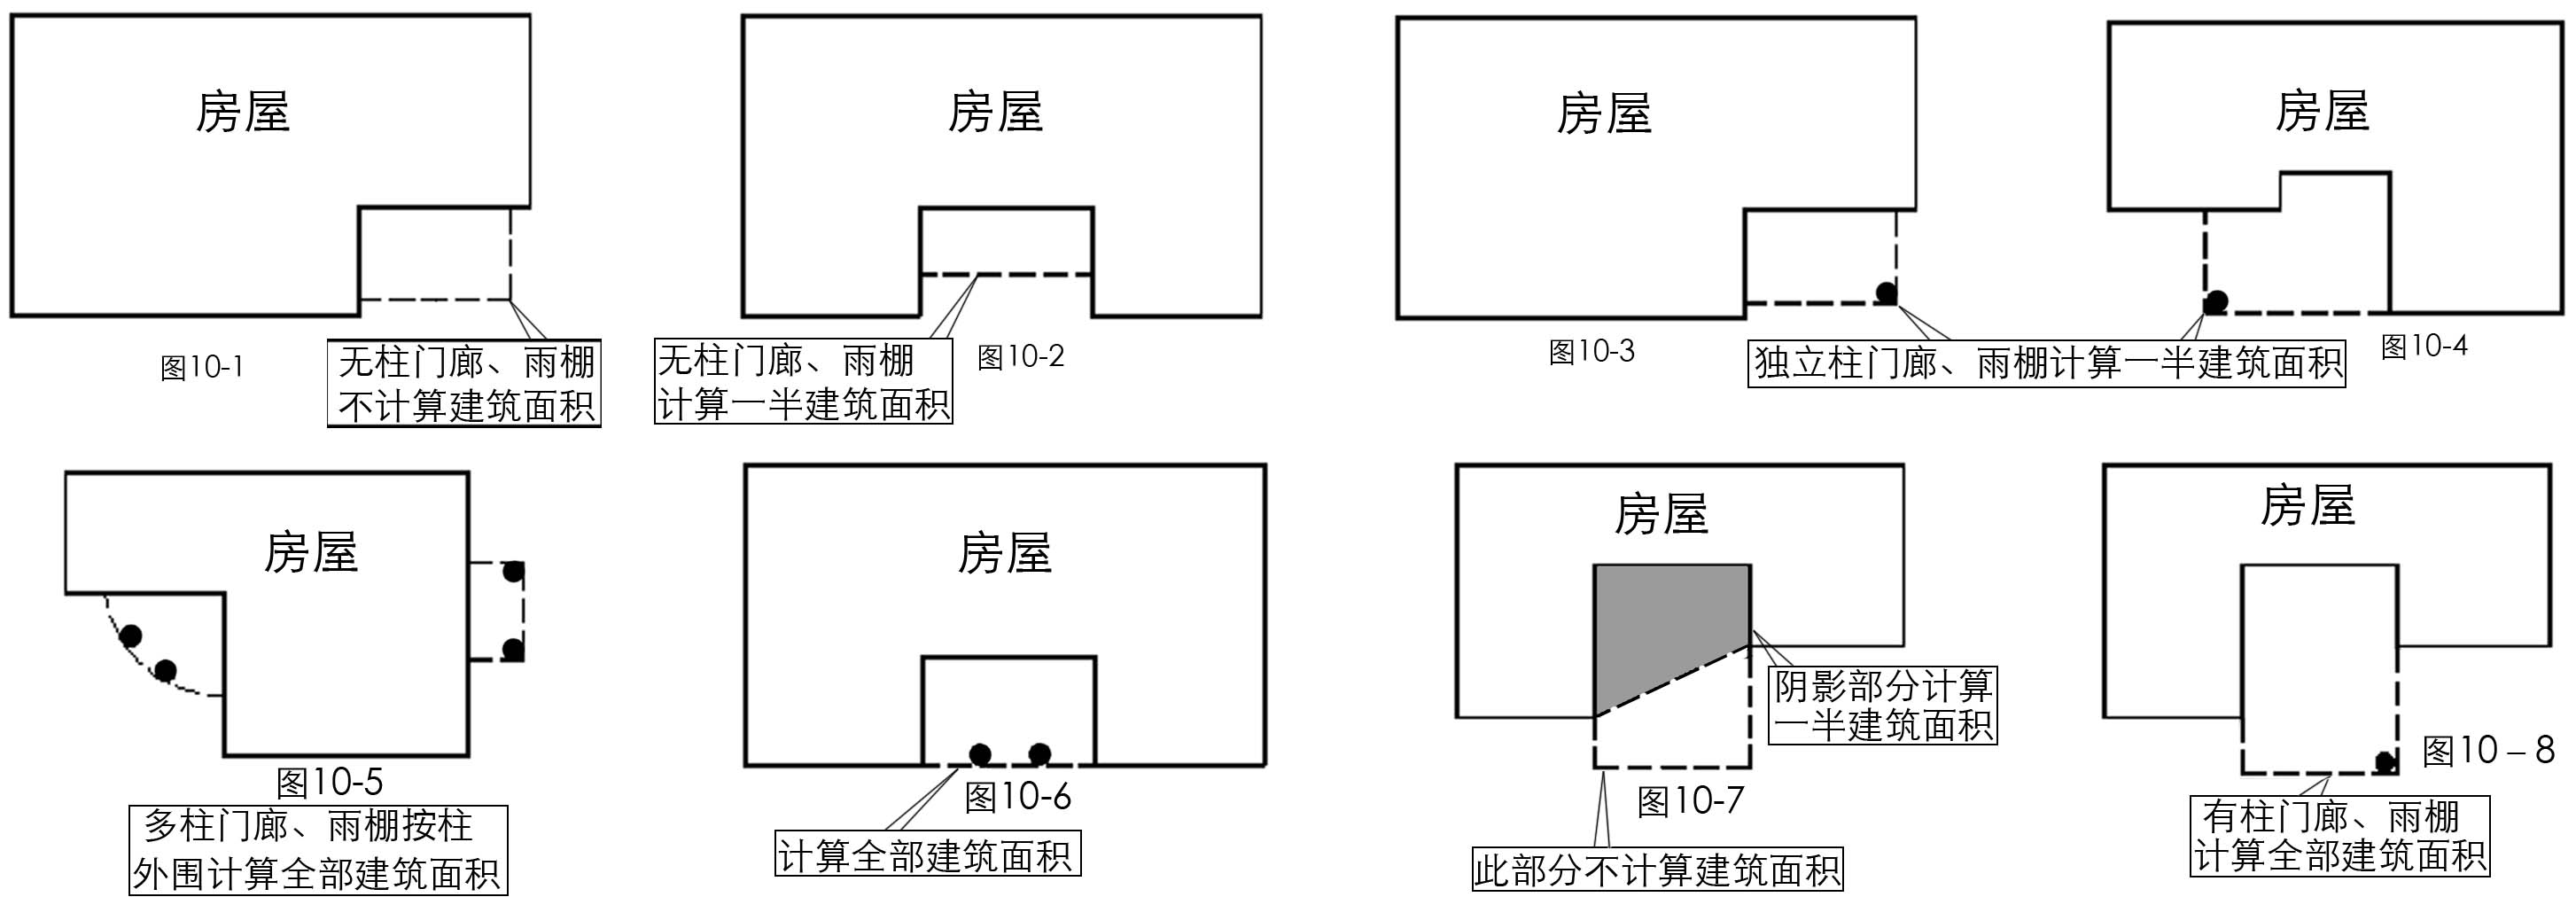 房屋
图10-1
无柱门廊、雨棚
不计算建筑面积
房屋
无柱门廊、雨棚
计算一半建筑面积
图10-2
房屋
图10-3
独立柱门廊、雨棚计算一半建筑面积
房屋
图10-4
房屋
图10-5
多柱门廊、雨棚按柱
外围计算全部建筑面积
房屋
图10-6
计算全部建筑面积
房屋
阴影部分计算
一半建筑面积
图10-7
此部分不计算建筑面积
房屋
图10－8
有柱门廊、雨棚
计算全部建筑面积